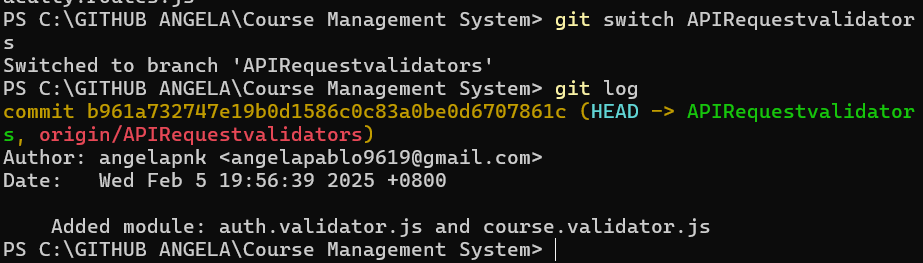 acuity.routes.js
PS C:\GITHUB ANGELA\Course Management System> git switch APIRequestvalidator
s
Switched to branch 'APIRequestvalidators'
PS C:\GITHUB ANGELA\Course Management System> git log
commit b961a732747e19b0d1586c0c83a0be0d6707861c (HEAD -> APIRequestvalidator
s, origin/APIRequestvalidators)
Author: angelapnk <angelapablo9619@gmail.com>
Date:   Wed Feb 5 19:56:39 2025 +0800

    Added module: auth.validator.js and course.validator.js
PS C:\GITHUB ANGELA\Course Management System>